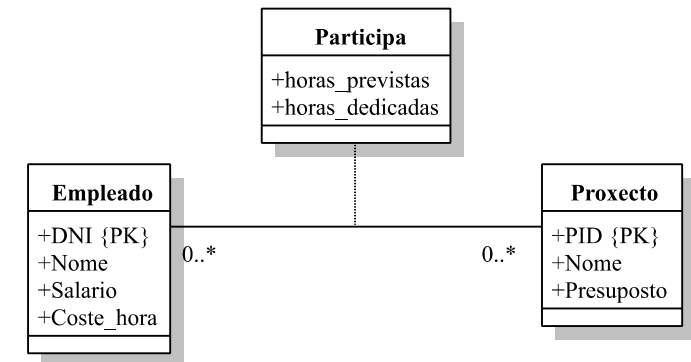 Participa
+horas_previstas
+horas_dedicadas
Empleado
+DNI {PK}
+Nome
+Salario
+Coste_hora
0..*
0..*
Proxecto
+PID {PK}
+Nome
+Presuposto